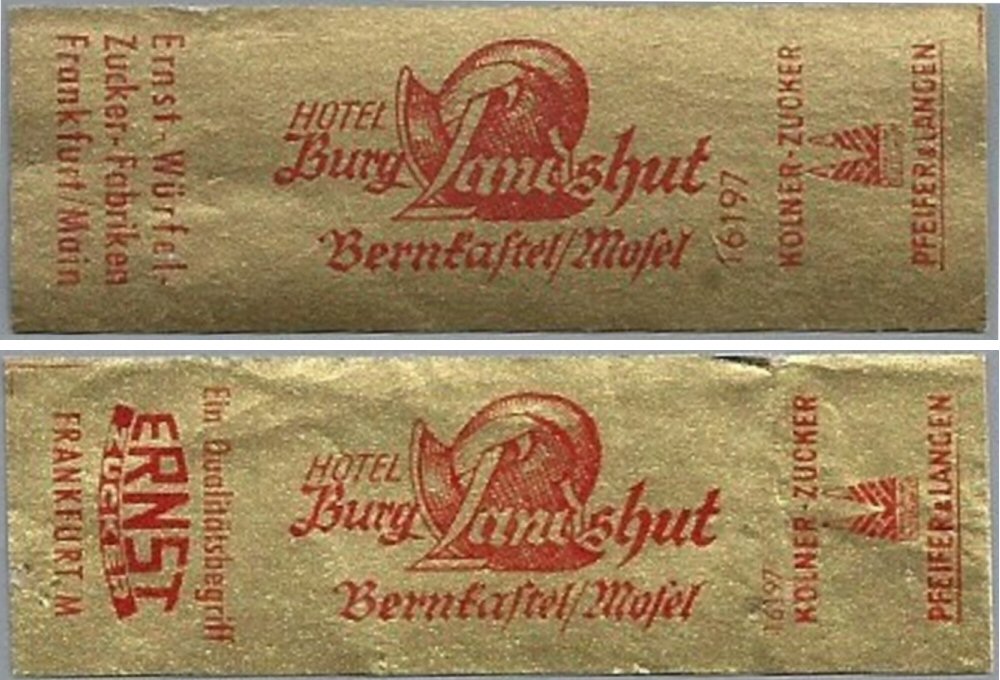 Ernst-Würfel-
Zucker-Fabriken
Frankfurt/Main
HOTEL
Burg Landshut
Bernkastel/Mosel
16197
KÖLNER-ZUCKER
PFEIFER & LANGEN
Ein Qualitätsbegriff
ERNST
ZUCKER
FRANKFURT-M
HOTEL
Burg Landshut
Bernkastel/Mosel
16197
KÖLNER-ZUCKER
PFEIFER & LANGEN